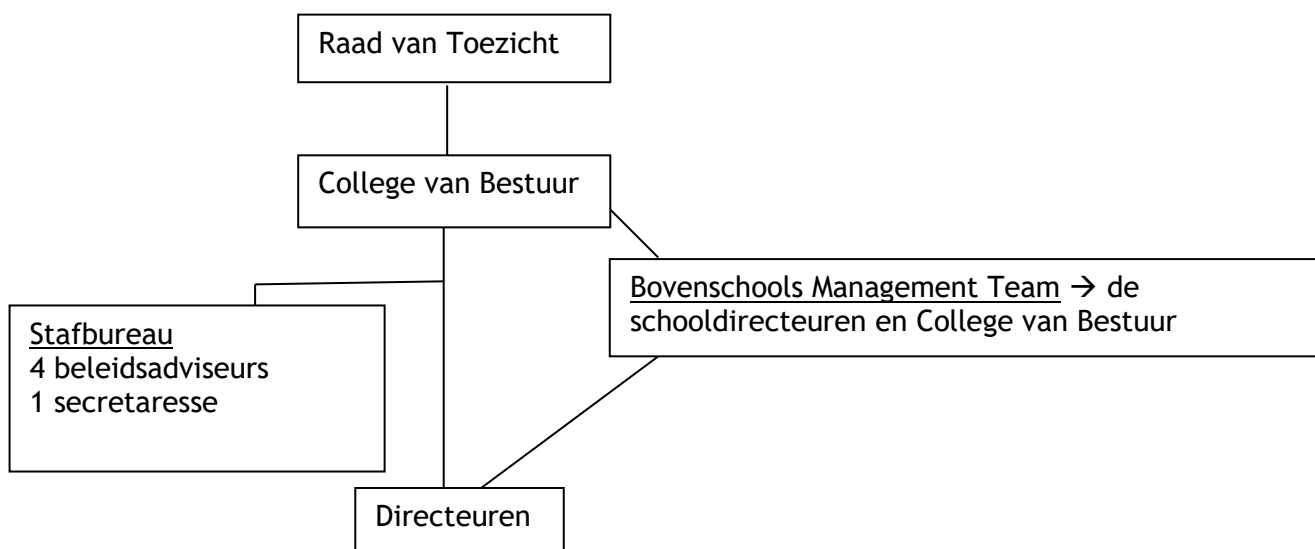 Raad van Toezicht
College van Bestuur
Bovenschools Management Team → de
schooldirecteuren en College van Bestuur
Stafbureau
4 beleidsadviseurs
1 secretaresse
Directeuren